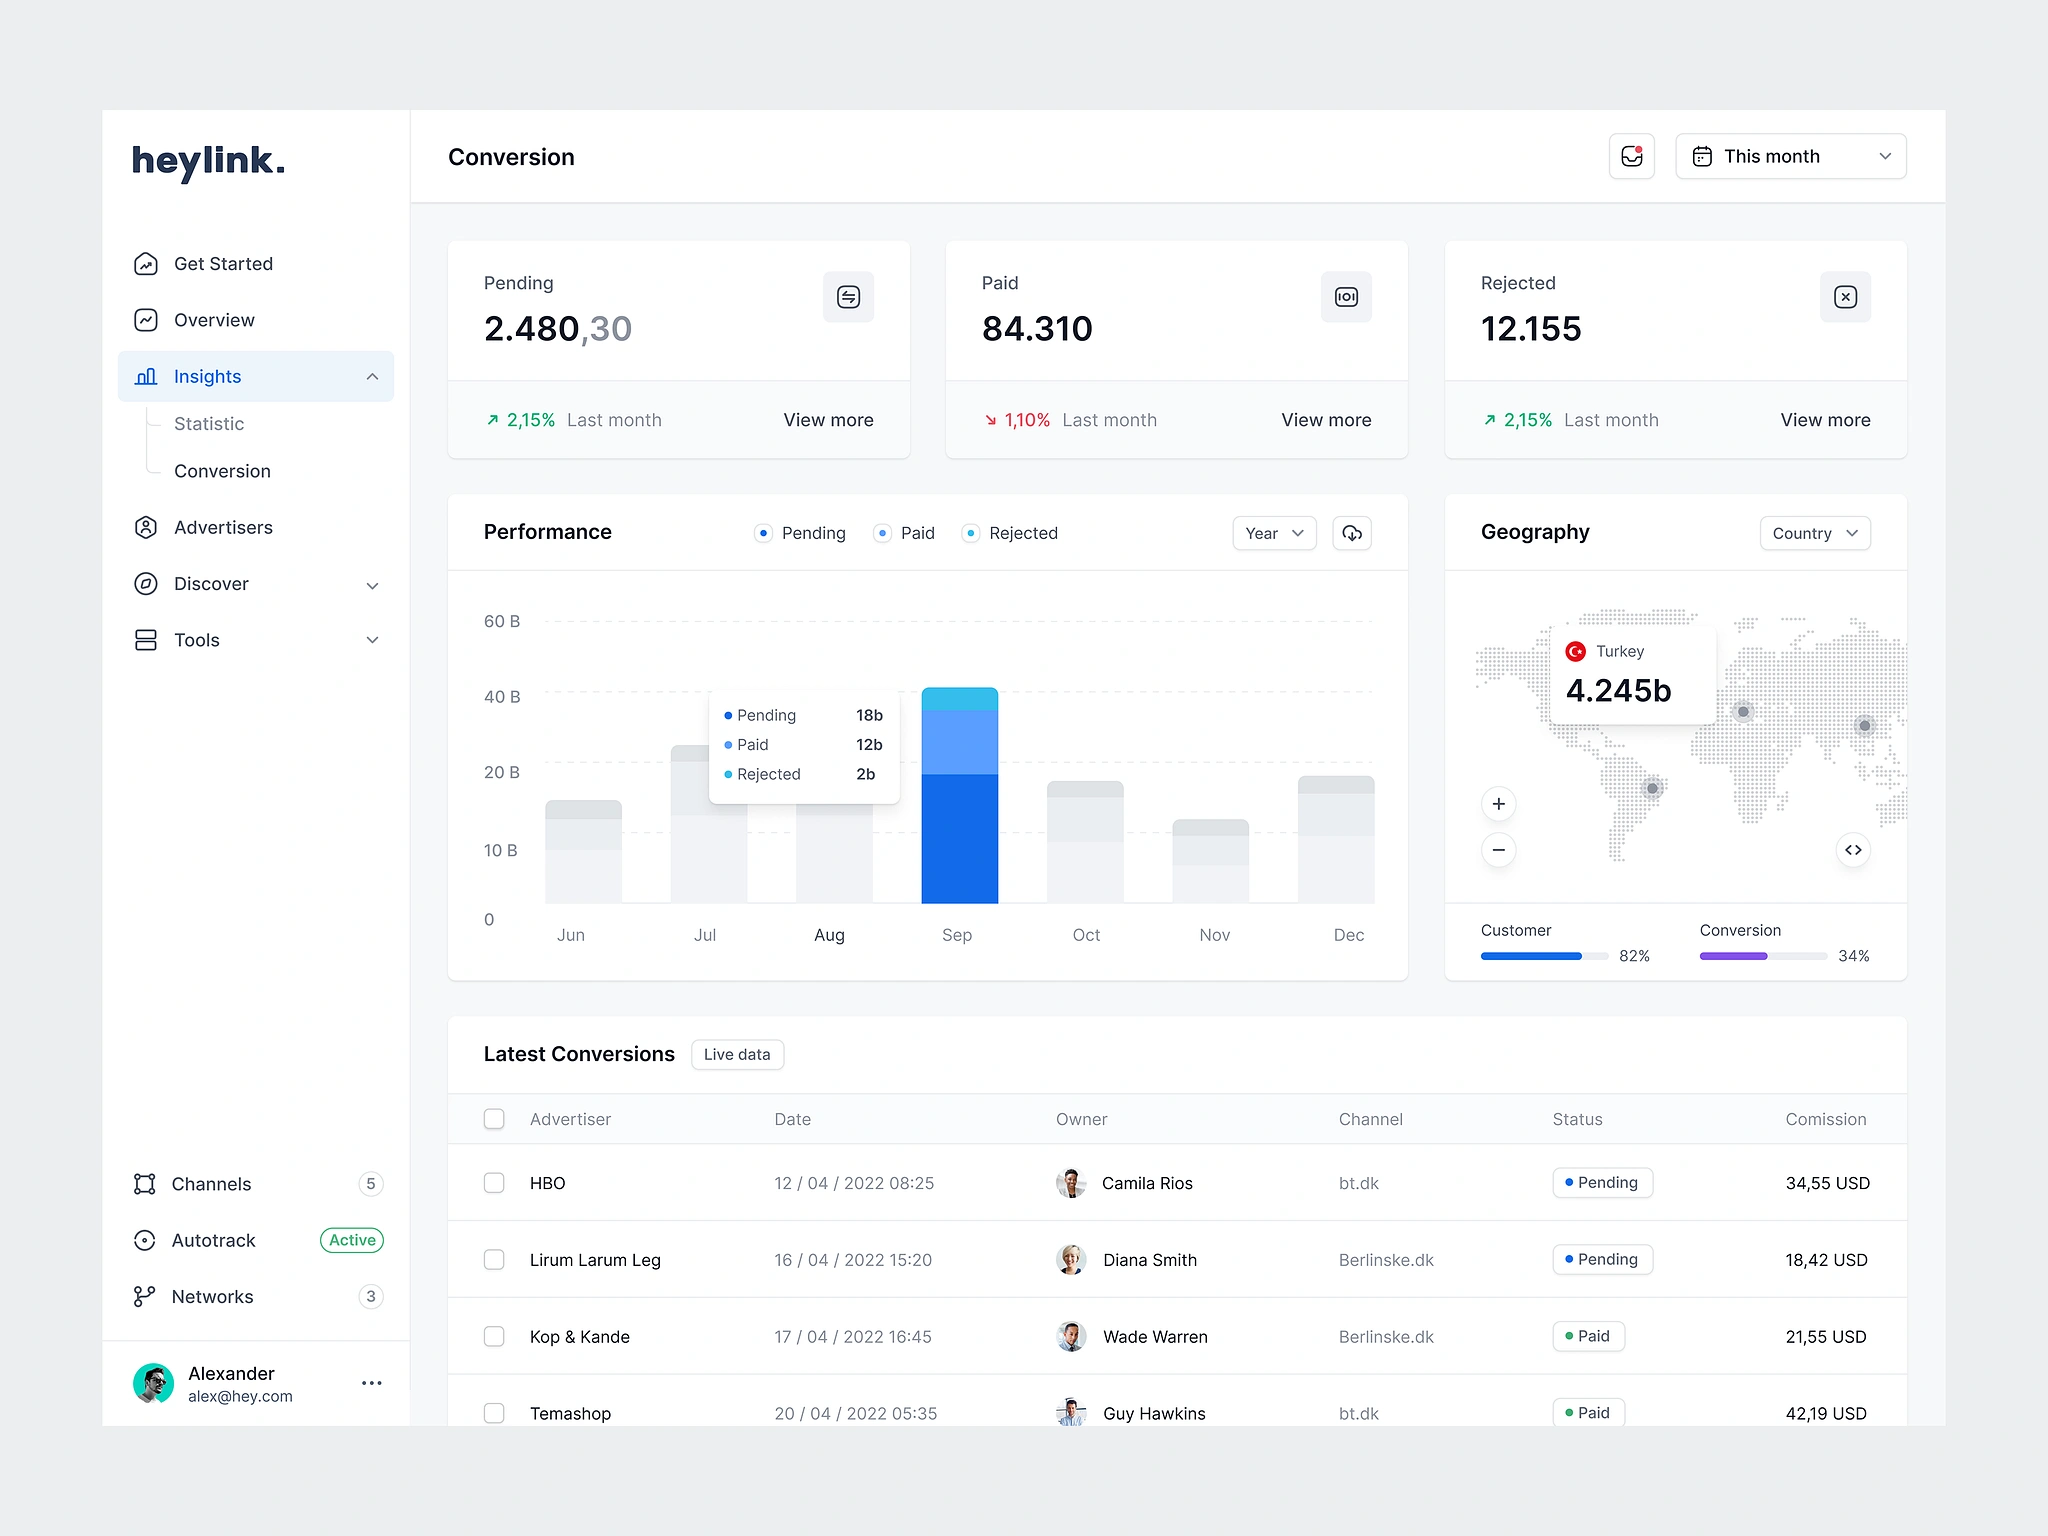 heylink.
Get Started
Overview
Insights
Statistic
Conversion
Advertisers
Discover
Tools
Channels 5
Autotrack Active
Networks 3
Alexander
alex@hey.com
Conversion
This month
Pending
2.480,30
2,15% Last month View more
Paid
84.310
1,10% Last month View more
Rejected
12.155
2,15% Last month View more
Performance
Pending Paid Rejected
Year
60 B
40 B
20 B
10 B
0
Pending 18b
Paid 12b
Rejected 2b
Jun Jul Aug Sep Oct Nov Dec
Geography
Country
Turkey
4.245b
Customer
82%
Conversion
34%
Latest Conversions Live data
Advertiser Date Owner Channel Status Comission
HBO 12 / 04 / 2022 08:25 Camila Rios bt.dk Pending 34,55 USD
Lirum Larum Leg 16 / 04 / 2022 15:20 Diana Smith Berlinske.dk Pending 18,42 USD
Kop & Kande 17 / 04 / 2022 16:45 Wade Warren Berlinske.dk Paid 21,55 USD
Temashop 20 / 04 / 2022 05:35 Guy Hawkins bt.dk Paid 42,19 USD